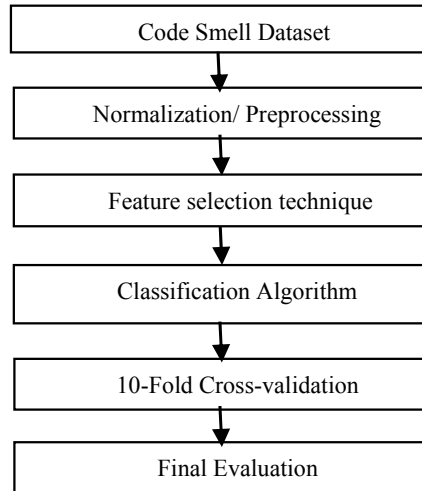 Code Smell Dataset
Normalization/ Preprocessing
Feature selection technique
Classification Algorithm
10-Fold Cross-validation
Final Evaluation